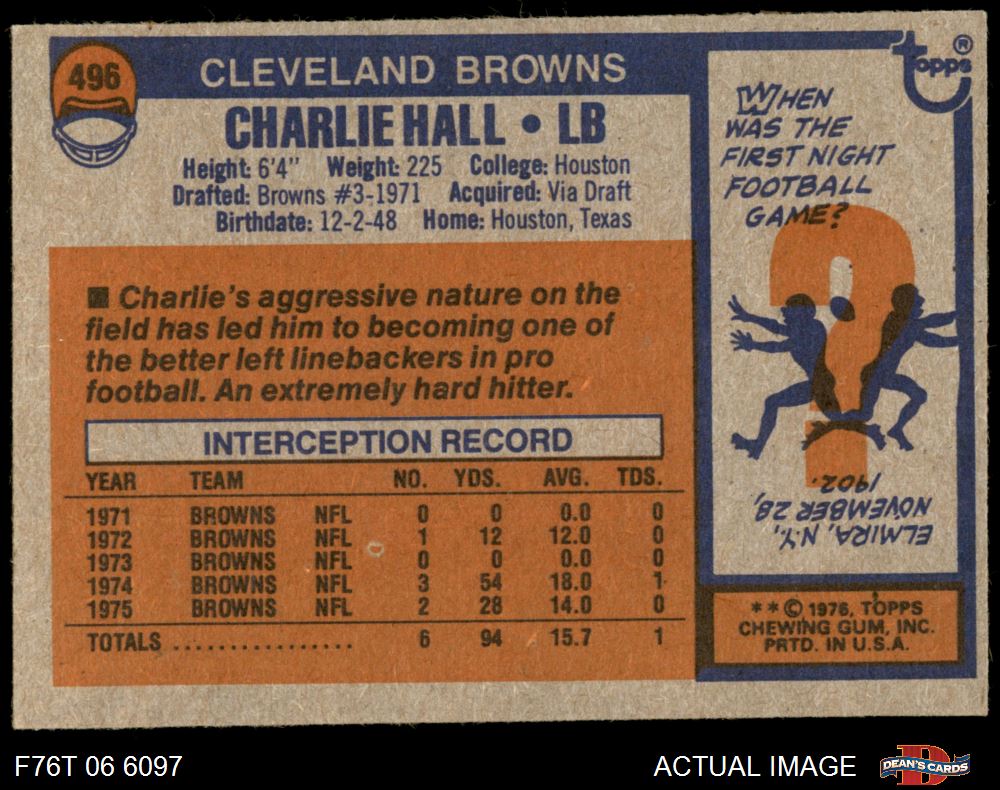 496
CLEVELAND BROWNS
CHARLIE HALL • LB
Height: 6'4" Weight: 225 College: Houston
Drafted: Browns #3-1971 Acquired: Via Draft
Birthdate: 12-2-48 Home: Houston, Texas
■ Charlie's aggressive nature on the
field has led him to becoming one of
the better left linebackers in pro
football. An extremely hard hitter.
INTERCEPTION RECORD
YEAR TEAM NO. YDS. AVG. TDS.
1971 BROWNS NFL 0 0 0.0 0
1972 BROWNS NFL 1 12 12.0 0
1973 BROWNS NFL 0 0 0.0 0
1974 BROWNS NFL 3 54 18.0 1
1975 BROWNS NFL 2 28 14.0 0
TOTALS ................ 6 94 15.7 1
Topps ®
WHEN
WAS THE
FIRST NIGHT
FOOTBALL
GAME?
?
ELMIRA, N.Y.,
NOVEMBER 28,
1902.
* * © 1976, TOPPS
CHEWING GUM, INC.
PRTD. IN U.S.A.
F76T 06 6097
ACTUAL IMAGE
D
DEAN'S CARDS